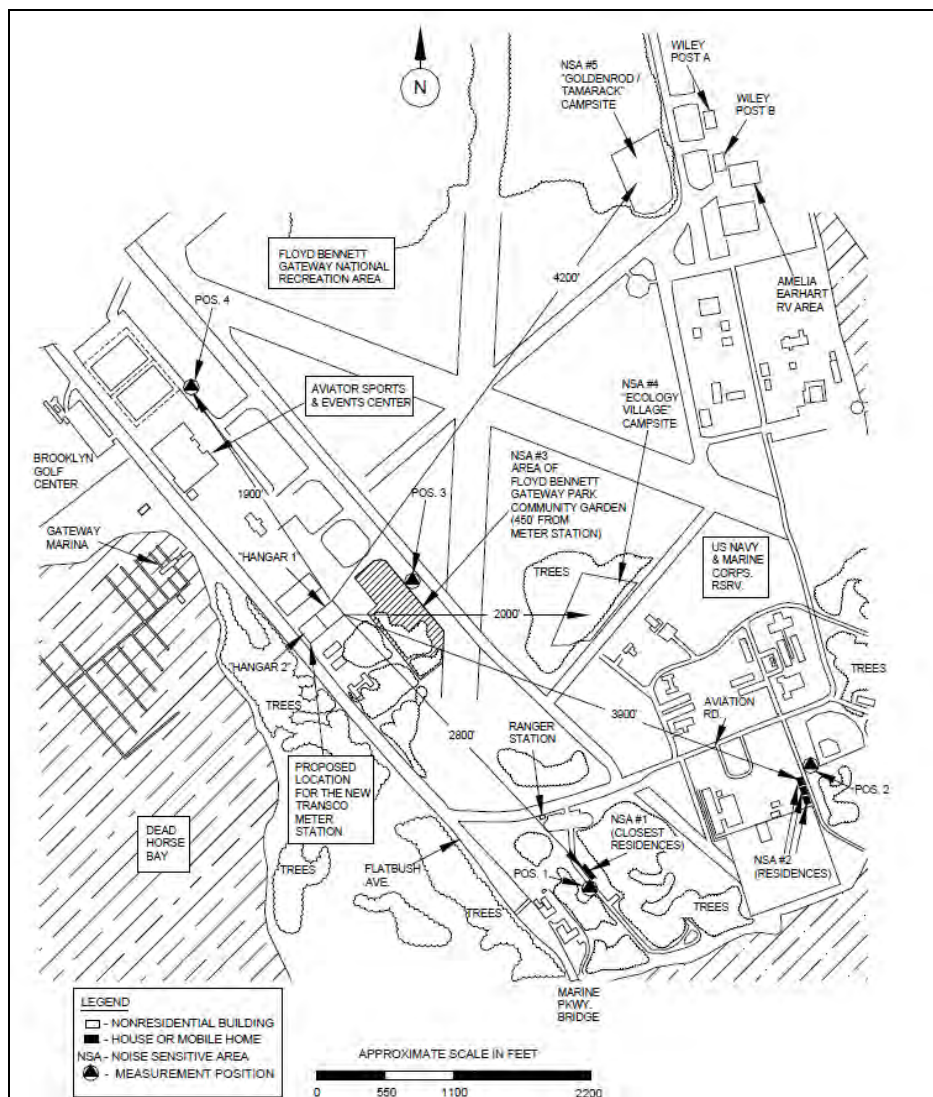 N
NSA #5
"GOLDENROD /
TAMARACK"
CAMPSITE
WILEY
POST A
WILEY
POST B
FLOYD BENNETT
GATEWAY NATIONAL
RECREATION AREA
4200'
AMELIA
EARHART
RV AREA
POS. 4
AVIATOR SPORTS
& EVENTS CENTER
NSA #4
"ECOLOGY
VILLAGE"
CAMPSITE
BROOKLYN
GOLF
CENTER
NSA #3
AREA OF
FLOYD BENNETT
GATEWAY PARK
COMMUNITY GARDEN
(450' FROM
METER STATION)
1900'
POS. 3
GATEWAY
MARINA
"HANGAR 1"
TREES
US NAVY
& MARINE
CORPS.
RSRV.
2000'
"HANGAR 2"
TREES
TREES
3900'
AVIATION
RD.
2800'
RANGER
STATION
PROPOSED
LOCATION
FOR THE NEW
TRANSCO
METER
STATION
POS. 2
DEAD
HORSE
BAY
NSA #1
(CLOSEST
RESIDENCES)
TREES
FLATBUSH
AVE.
POS. 1
NSA #2
(RESIDENCES)
TREES
TREES
MARINE
PKWY.
BRIDGE
LEGEND
- NONRESIDENTIAL BUILDING
- HOUSE OR MOBILE HOME
NSA - NOISE SENSITIVE AREA
- MEASUREMENT POSITION
APPROXIMATE SCALE IN FEET
0 550 1100 2200